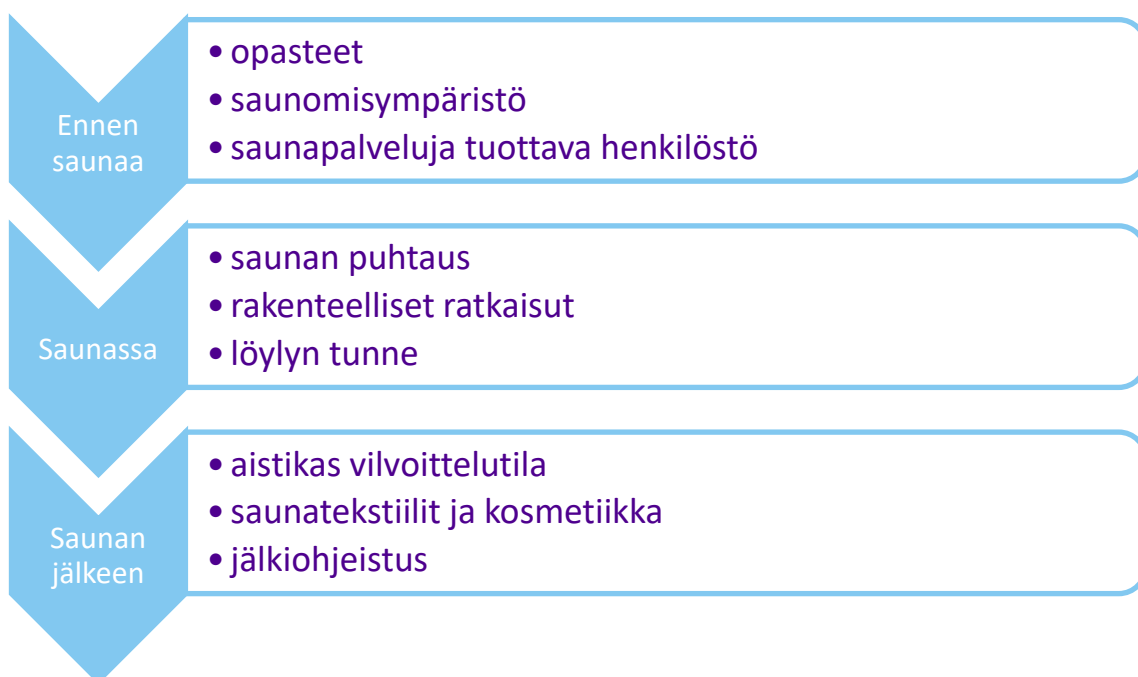 Ennen
saunaa
• opasteet
• saunomisympäristö
• saunapalveluja tuottava henkilöstö
Saunassa
• saunan puhtaus
• rakenteelliset ratkaisut
• löylyn tunne
Saunan
jälkeen
• aistikas vilvoittelutila
• saunatekstiilit ja kosmetiikka
• jälkiohjeistus